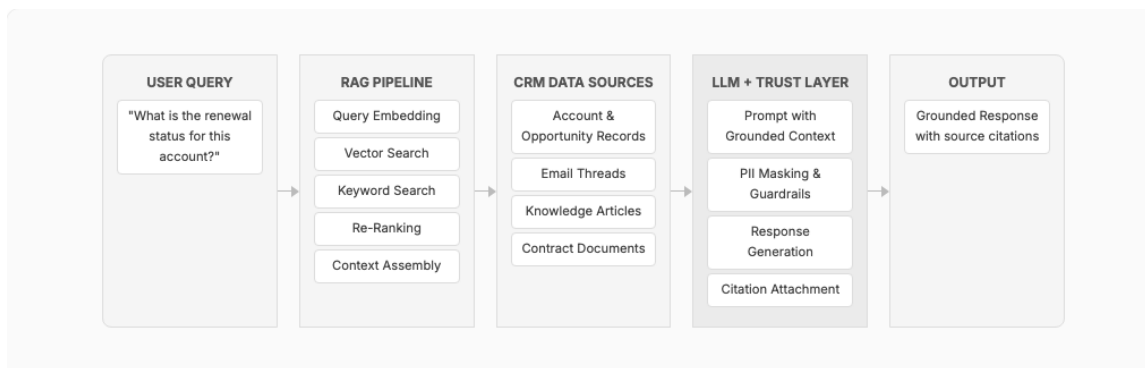 USER QUERY
"What is the renewal
status for this
account?"
RAG PIPELINE
Query Embedding
Vector Search
Keyword Search
Re-Ranking
Context Assembly
CRM DATA SOURCES
Account &
Opportunity Records
Email Threads
Knowledge Articles
Contract Documents
LLM + TRUST LAYER
Prompt with
Grounded Context
PII Masking &
Guardrails
Response
Generation
Citation Attachment
OUTPUT
Grounded Response
with source citations